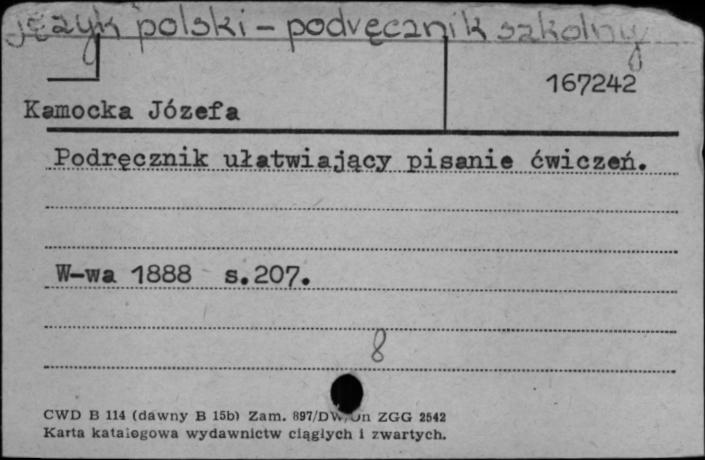 język polski – podręcznik szkolny
167242
Kamocka Józefa
Podręcznik ułatwiający pisanie ćwiczeń.
W-wa 1888 s.207.
8
CWD B 114 (dawny B 15b) Zam. 897/DW/Jn ZGG 2542
Karta katalogowa wydawnictw ciągłych i zwartych.